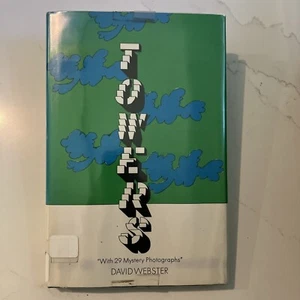 TOWERS
"With 29 Mystery Photographs"
DAVID WEBSTER